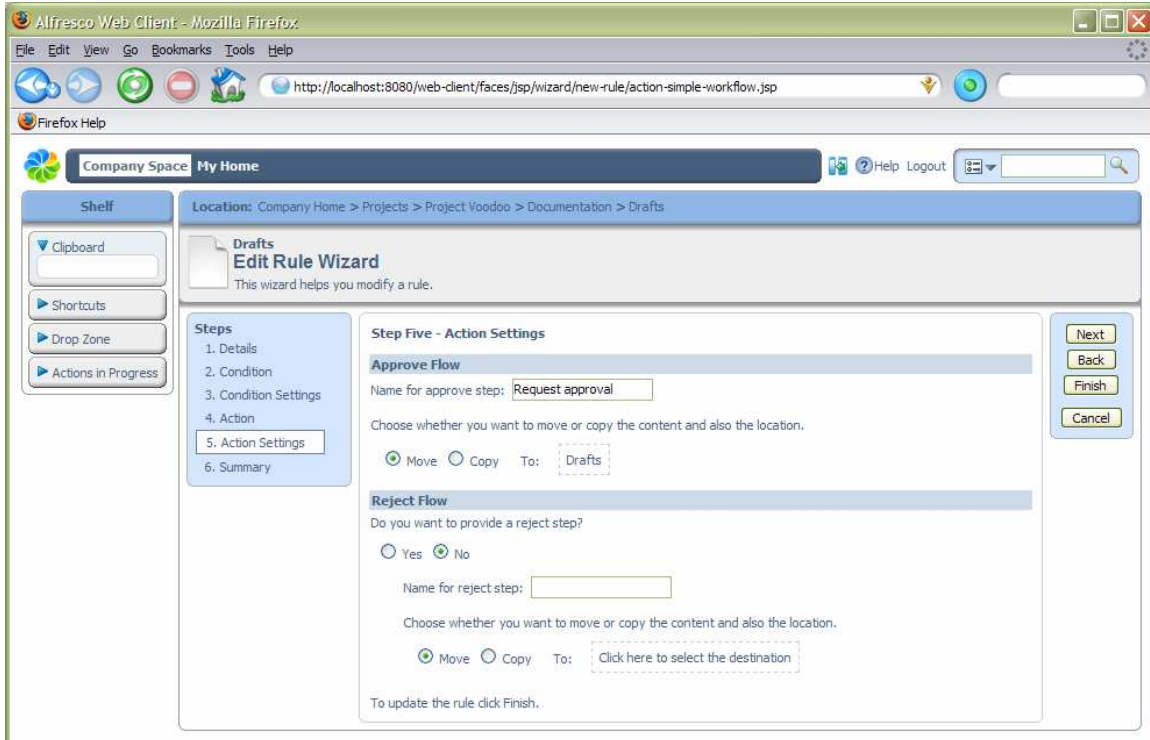 Alfresco Web Client - Mozilla Firefox
File Edit View Go Bookmarks Tools Help
http://localhost:8080/web-client/faces/jsp/wizard/new-rule/action-simple-workflow.jsp
Firefox Help
Company Space My Home
Help Logout
Shelf
Location: Company Home > Projects > Project Voodoo > Documentation > Drafts
Clipboard
Shortcuts
Drop Zone
Actions in Progress
Drafts
Edit Rule Wizard
This wizard helps you modify a rule.
Steps
1. Details
2. Condition
3. Condition Settings
4. Action
5. Action Settings
6. Summary
Step Five - Action Settings
Approve Flow
Name for approve step: Request approval
Choose whether you want to move or copy the content and also the location.
Move Copy To: Drafts
Reject Flow
Do you want to provide a reject step?
Yes No
Name for reject step:
Choose whether you want to move or copy the content and also the location.
Move Copy To: Click here to select the destination
To update the rule click Finish.
Next
Back
Finish
Cancel